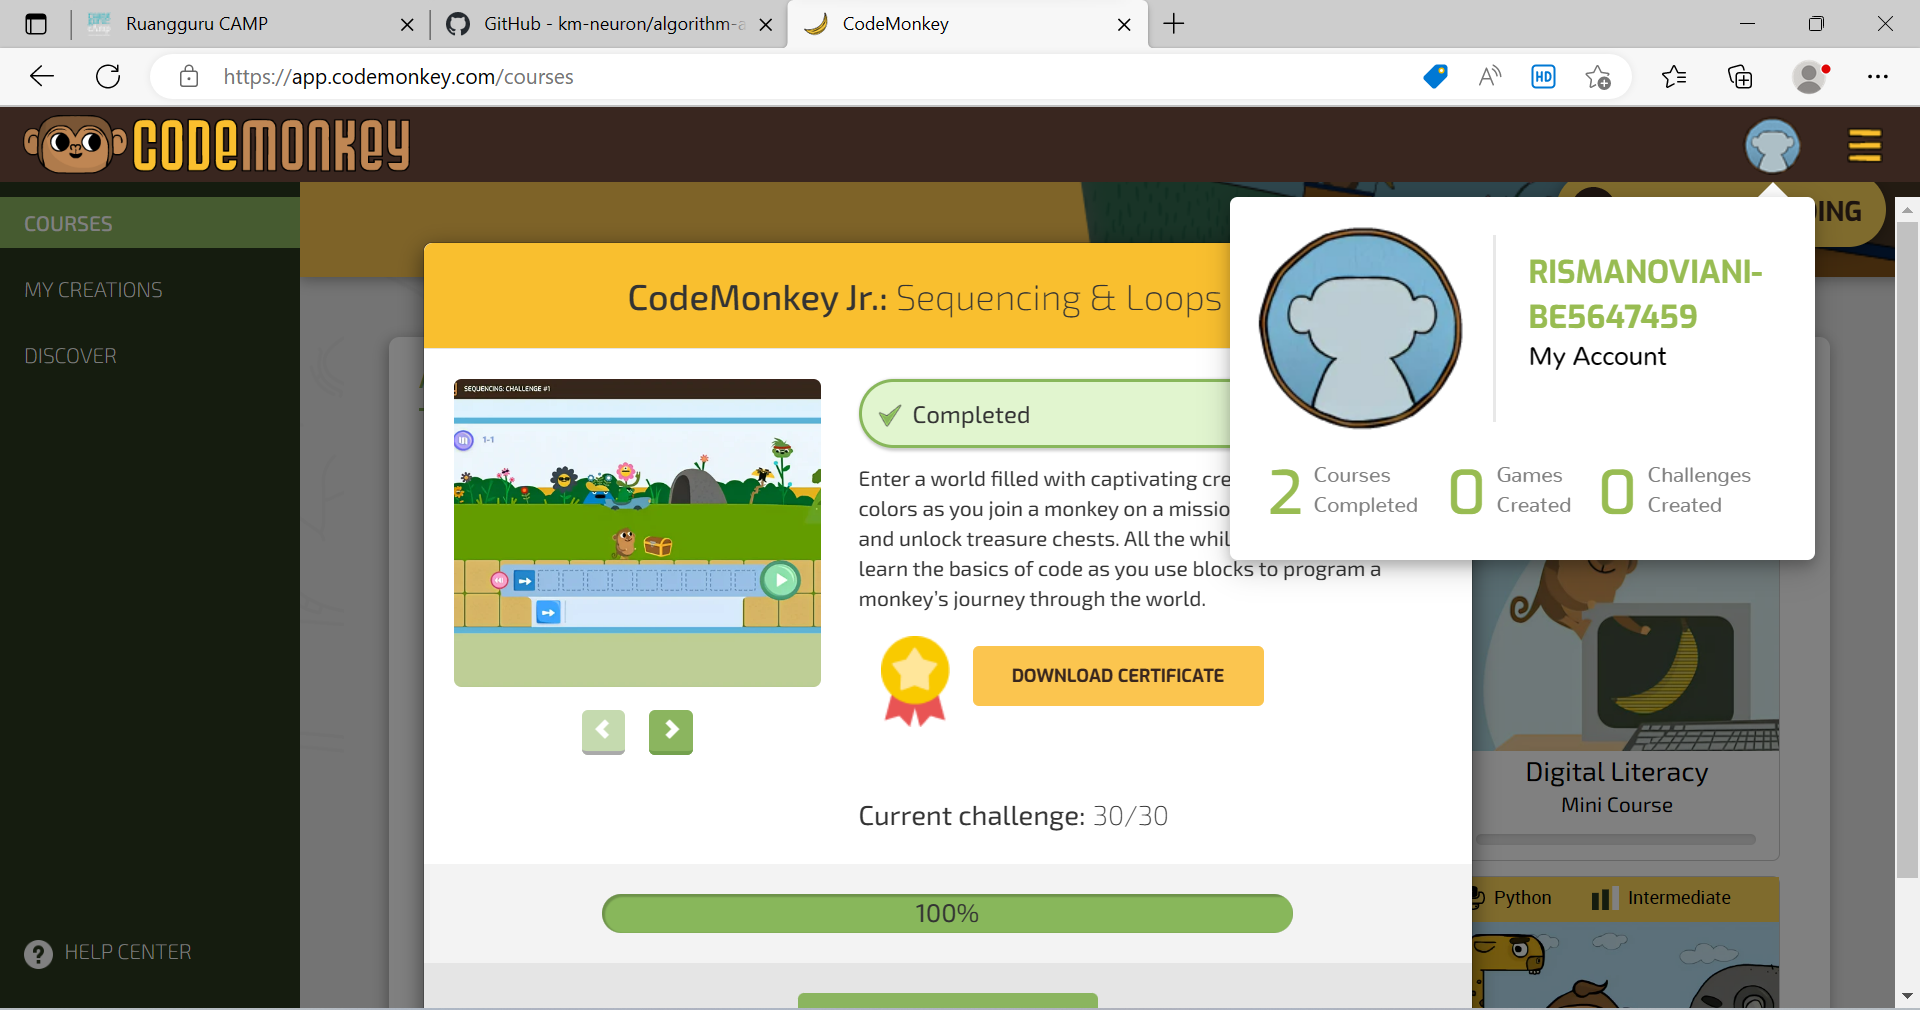 Ruangguru CAMP
GitHub - km-neuron/algorithm-a
CodeMonkey
https://app.codemonkey.com/courses
HD
CODEMONKEY
COURSES
MY CREATIONS
DISCOVER
? HELP CENTER
CodeMonkey Jr.: Sequencing & Loops
SEQUENCING: CHALLENGE #1
1-1
Completed
Enter a world filled with captivating cre
colors as you join a monkey on a missio
and unlock treasure chests. All the whil
learn the basics of code as you use blocks to program a
monkey's journey through the world.
DOWNLOAD CERTIFICATE
Current challenge: 30/30
100%
ING
RISMANOVIANI-
BE5647459
My Account
2 Courses Completed
0 Games Created
0 Challenges Created
Digital Literacy
Mini Course
Python
Intermediate